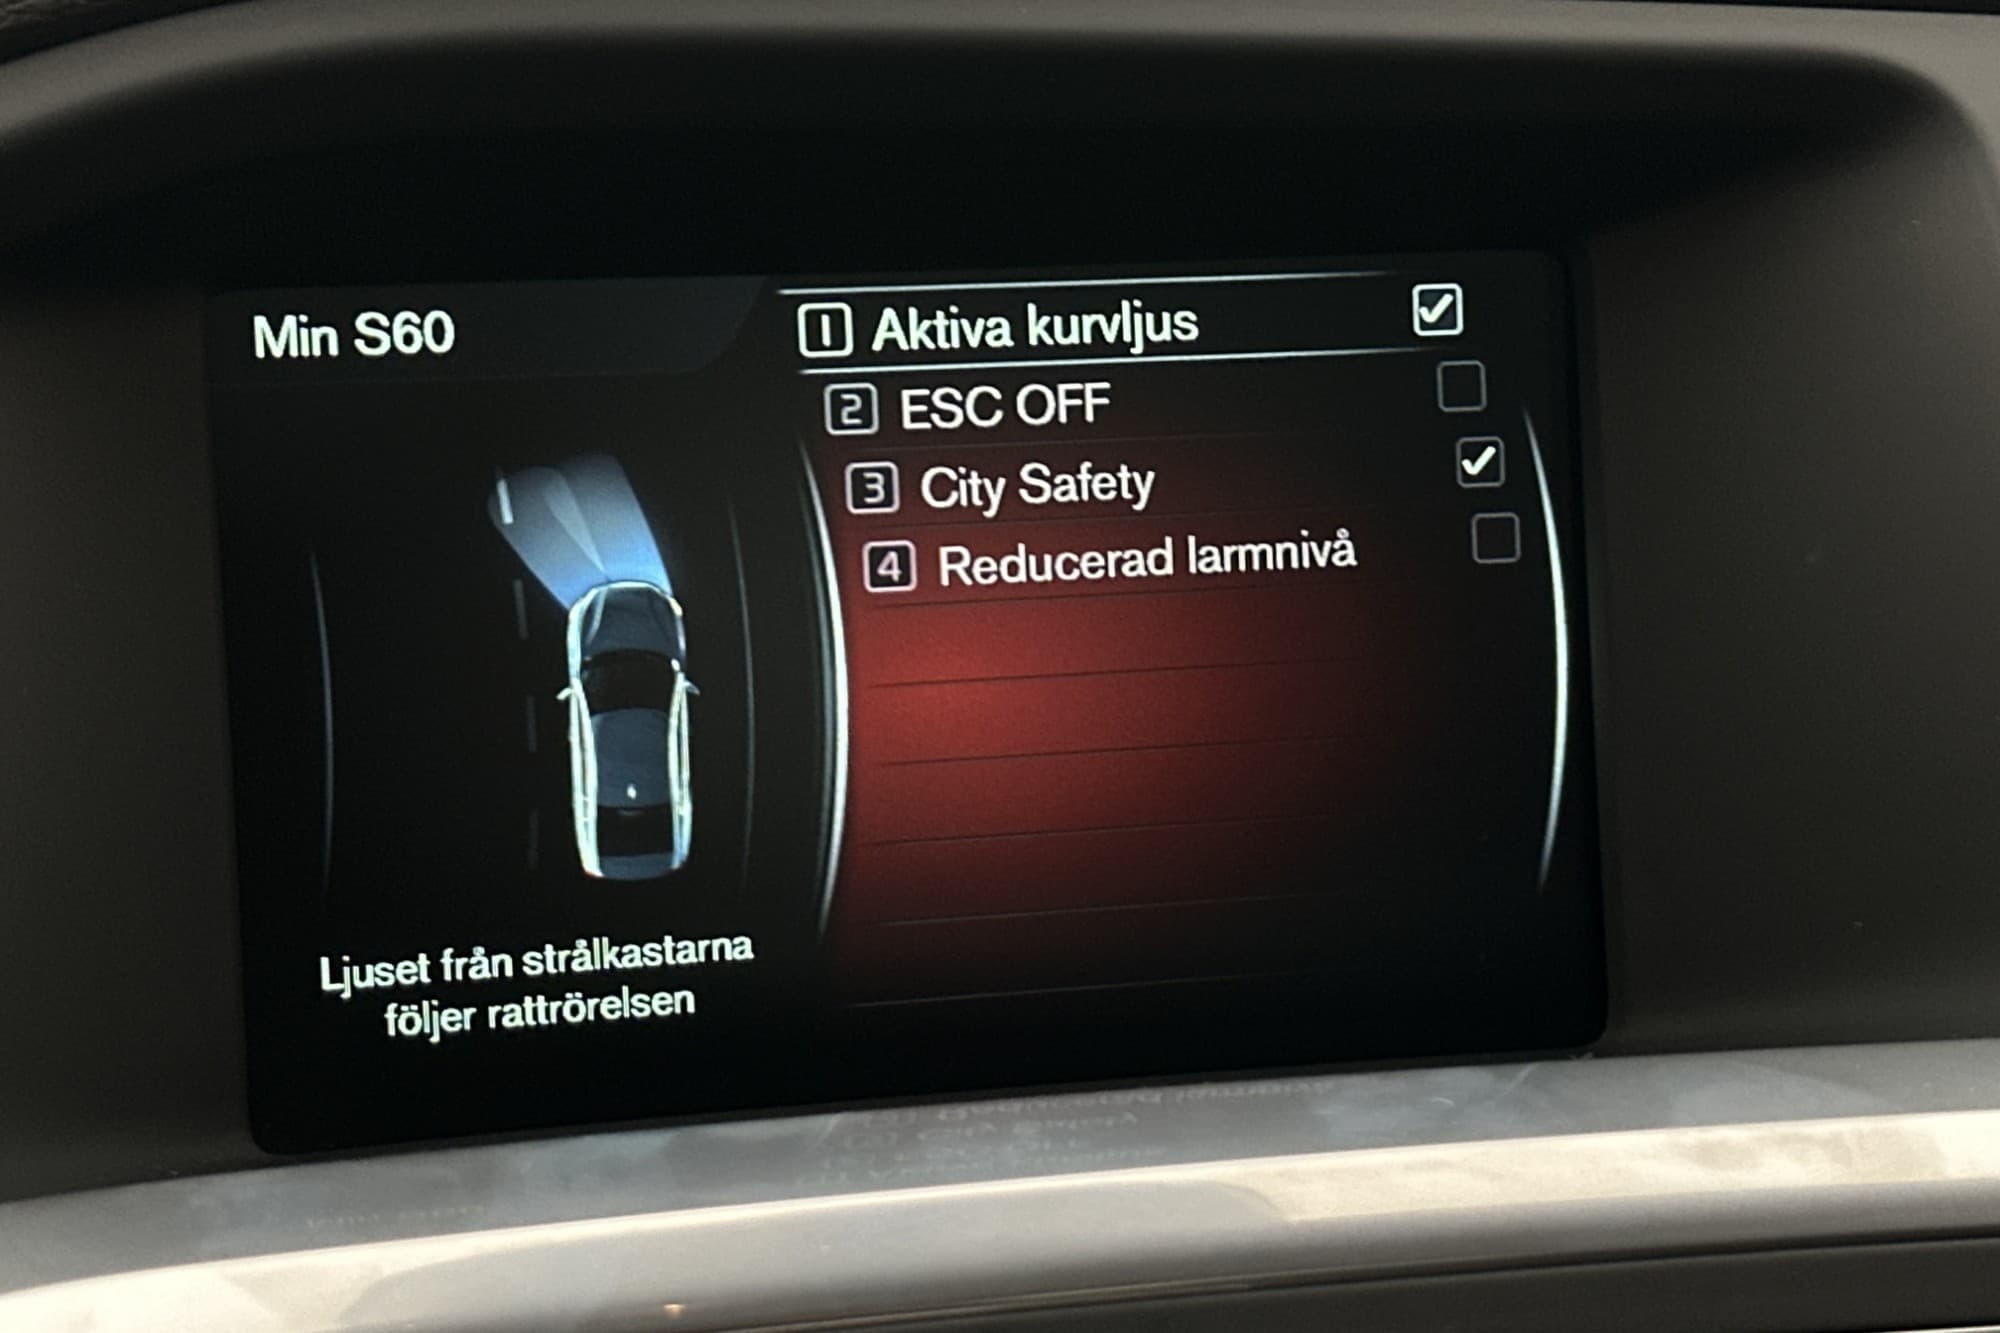 Min S60
1 Aktiva kurvljus
2 ESC OFF
3 City Safety
4 Reducerad larmnivå
Ljuset från strålkastarna
följer rattrörelsen